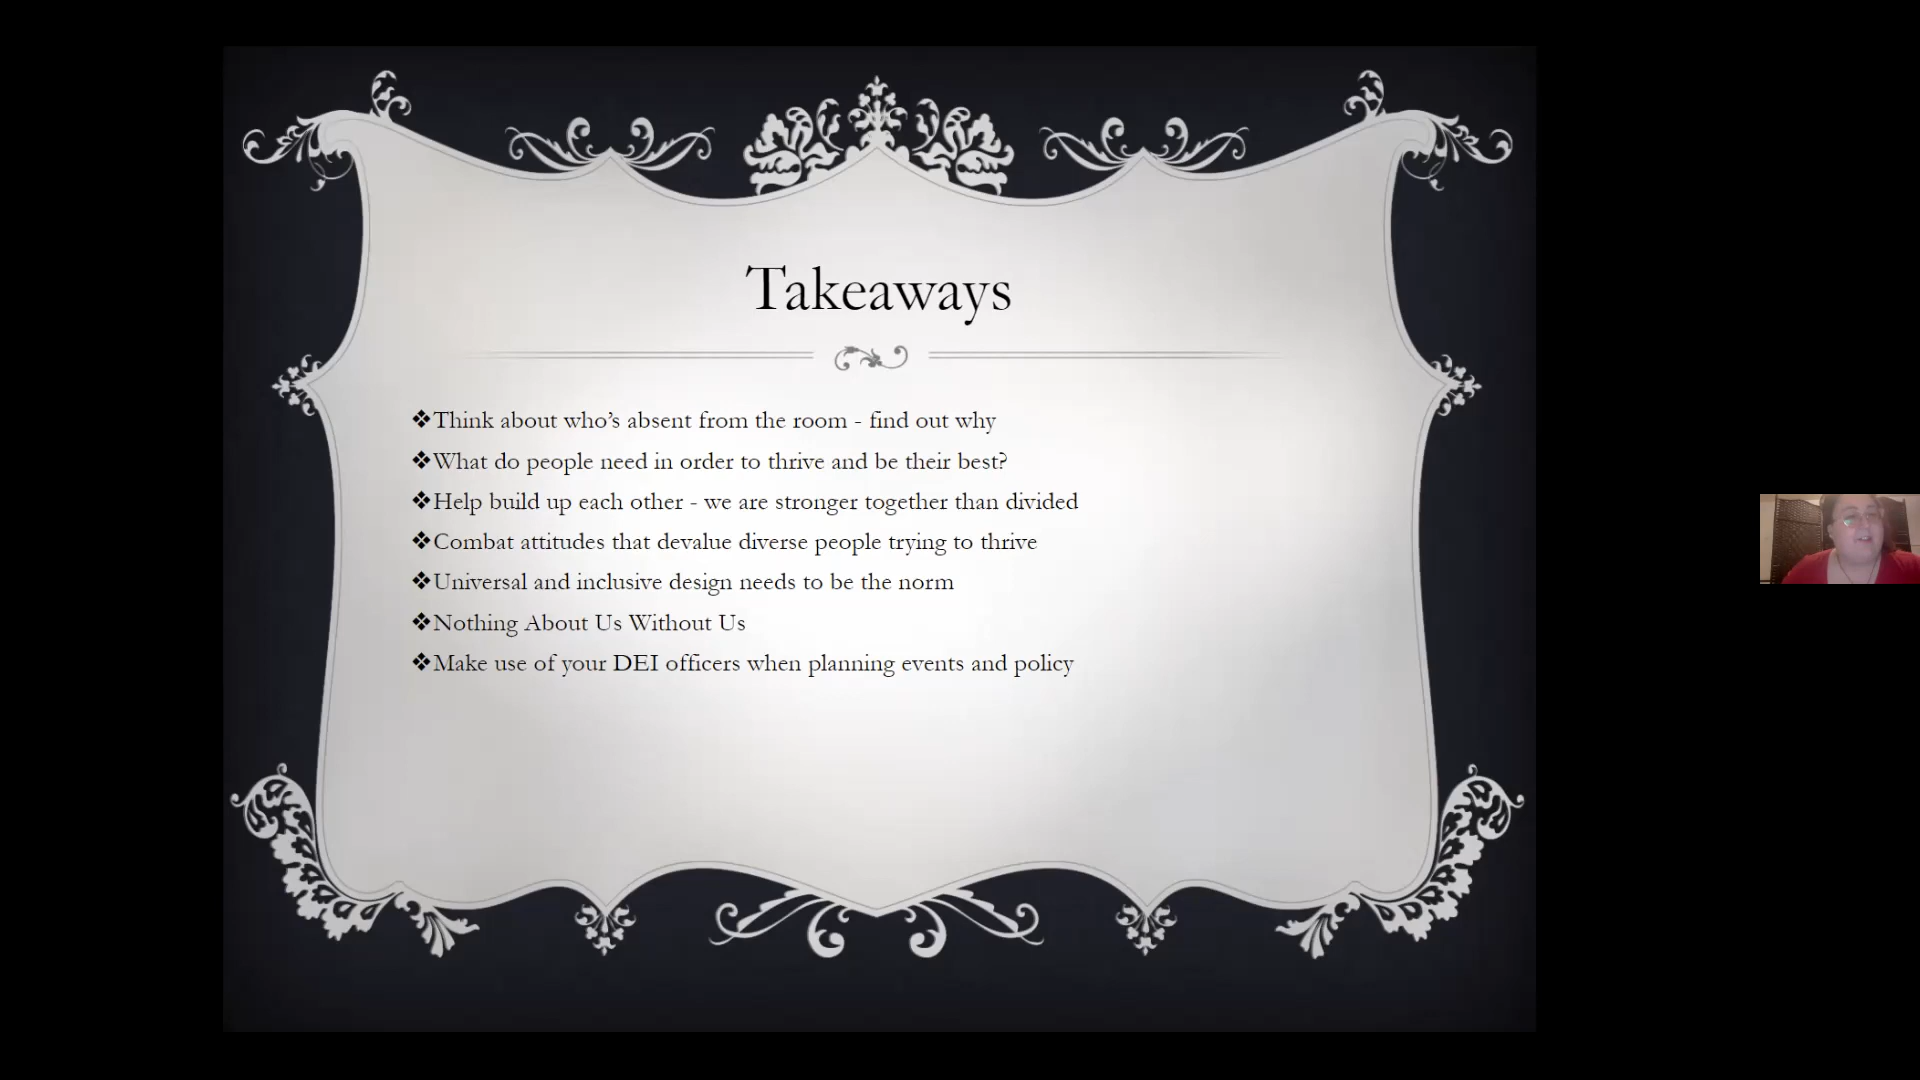 Takeaways
❖Think about who’s absent from the room - find out why
❖What do people need in order to thrive and be their best?
❖Help build up each other - we are stronger together than divided
❖Combat attitudes that devalue diverse people trying to thrive
❖Universal and inclusive design needs to be the norm
❖Nothing About Us Without Us
❖Make use of your DEI officers when planning events and policy